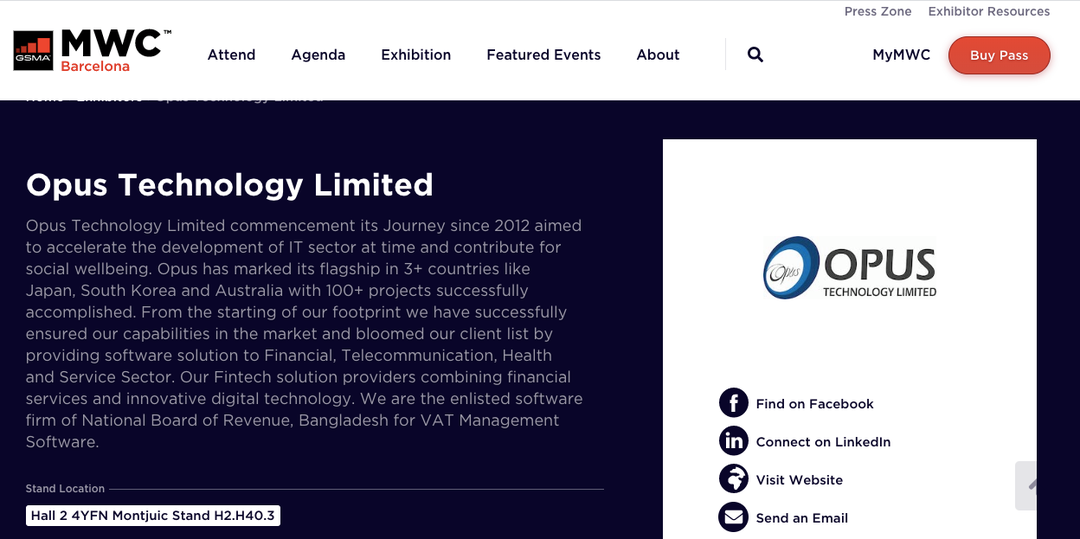 Press Zone Exhibitor Resources
GSMA MWC™
Barcelona
Attend Agenda Exhibition Featured Events About MyMWC Buy Pass
Opus Technology Limited
Opus Technology Limited commencement its Journey since 2012 aimed
to accelerate the development of IT sector at time and contribute for
social wellbeing. Opus has marked its flagship in 3+ countries like
Japan, South Korea and Australia with 100+ projects successfully
accomplished. From the starting of our footprint we have successfully
ensured our capabilities in the market and bloomed our client list by
providing software solution to Financial, Telecommunication, Health
and Service Sector. Our Fintech solution providers combining financial
services and innovative digital technology. We are the enlisted software
firm of National Board of Revenue, Bangladesh for VAT Management
Software.
Stand Location
Hall 2 4YFN Montjuic Stand H2.H40.3
Opus OPUS
TECHNOLOGY LIMITED
Find on Facebook
Connect on LinkedIn
Visit Website
Send an Email